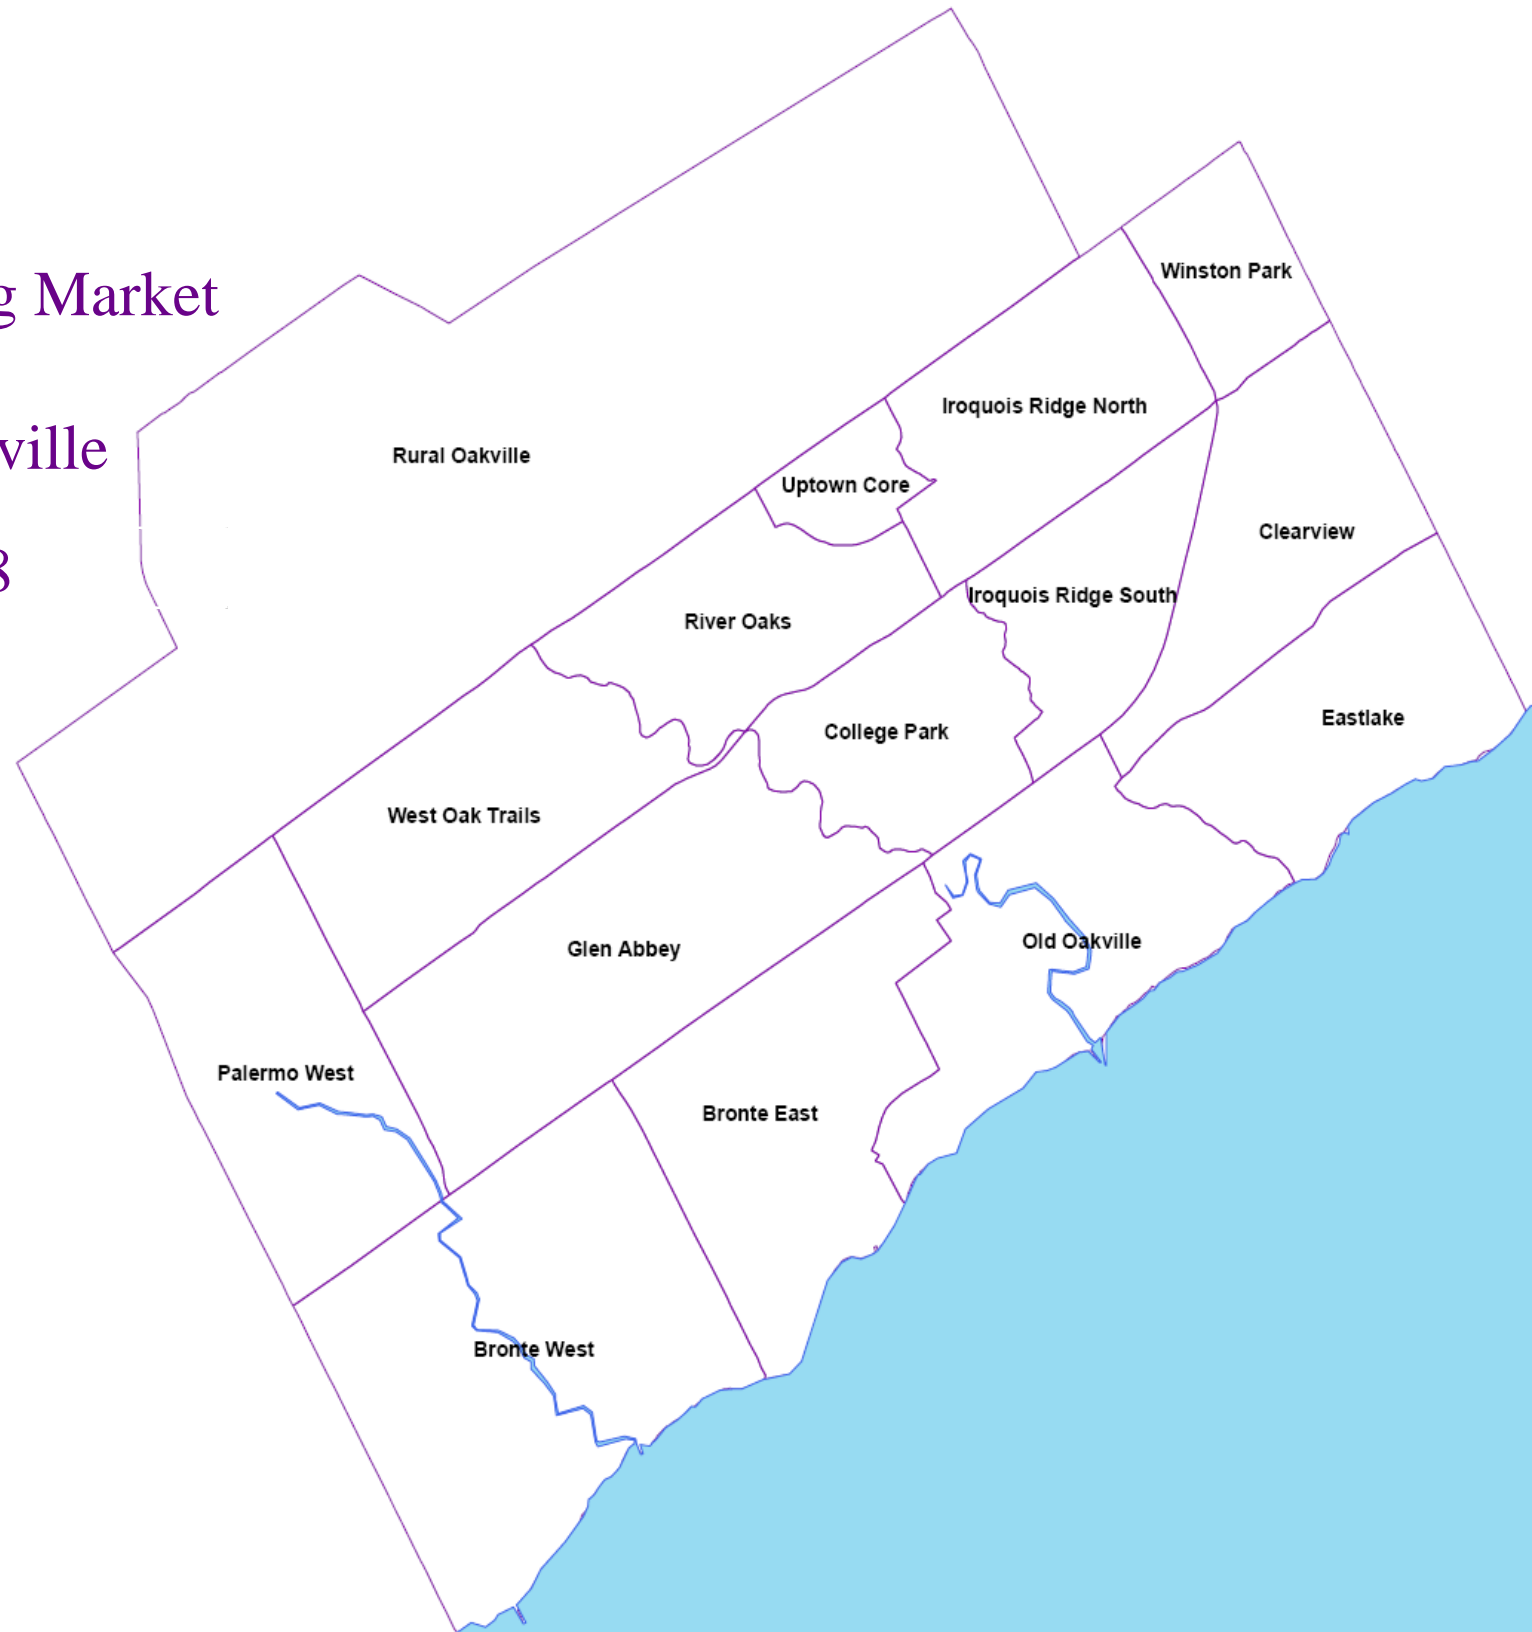 Winston Park
g Market
Iroquois Ridge North
ville
Rural Oakville
Uptown Core
Clearview
8
Iroquois Ridge South
River Oaks
Eastlake
College Park
West Oak Trails
Old Oakville
Glen Abbey
Palermo West
Bronte East
Bronte West